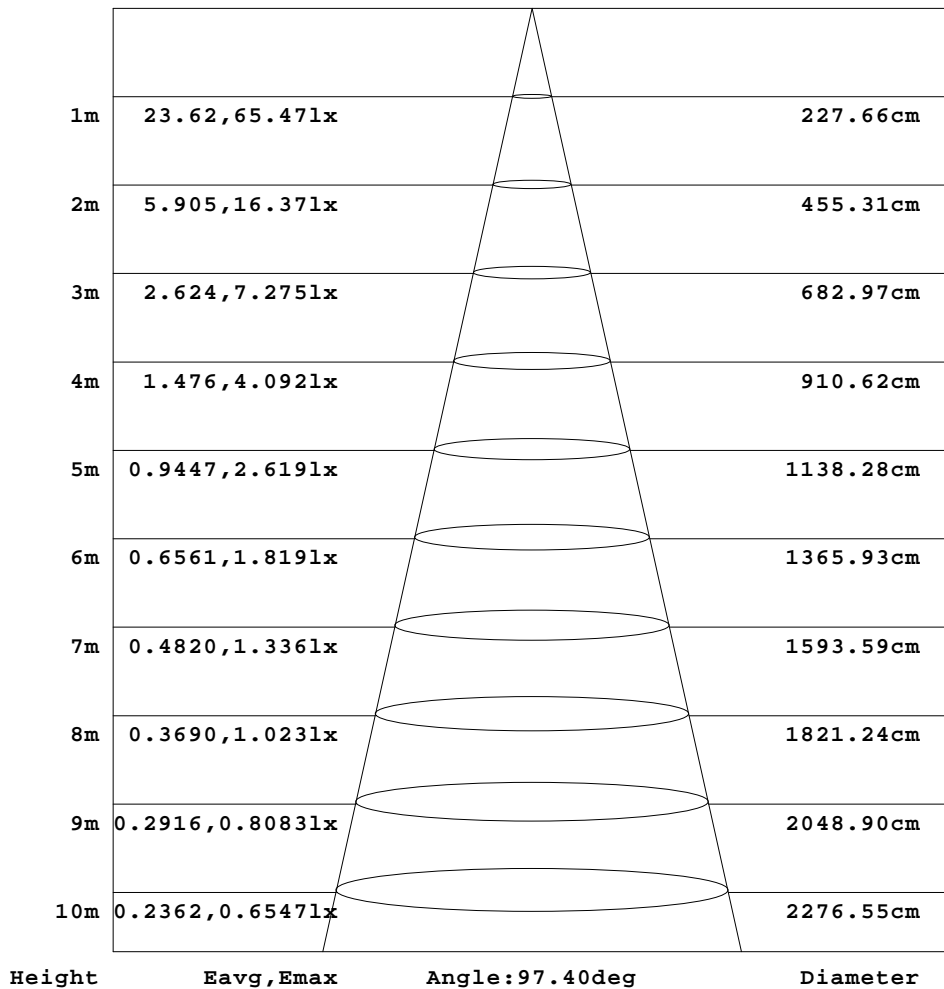 1m 23.62,65.47lx 227.66cm
2m 5.905,16.37lx 455.31cm
3m 2.624,7.275lx 682.97cm
4m 1.476,4.092lx 910.62cm
5m 0.9447,2.619lx 1138.28cm
6m 0.6561,1.819lx 1365.93cm
7m 0.4820,1.336lx 1593.59cm
8m 0.3690,1.023lx 1821.24cm
9m 0.2916,0.8083lx 2048.90cm
10m 0.2362,0.6547lx 2276.55cm
Height Eavg,Emax Angle:97.40deg Diameter